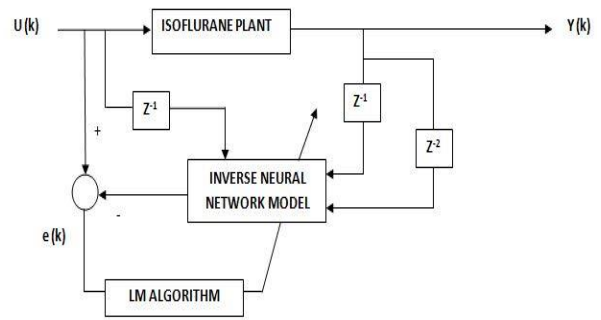 U (k)
ISOFLURANE PLANT
Y (k)
Z-1
Z-1
Z-2
+
INVERSE NEURAL
NETWORK MODEL
-
e (k)
LM ALGORITHM